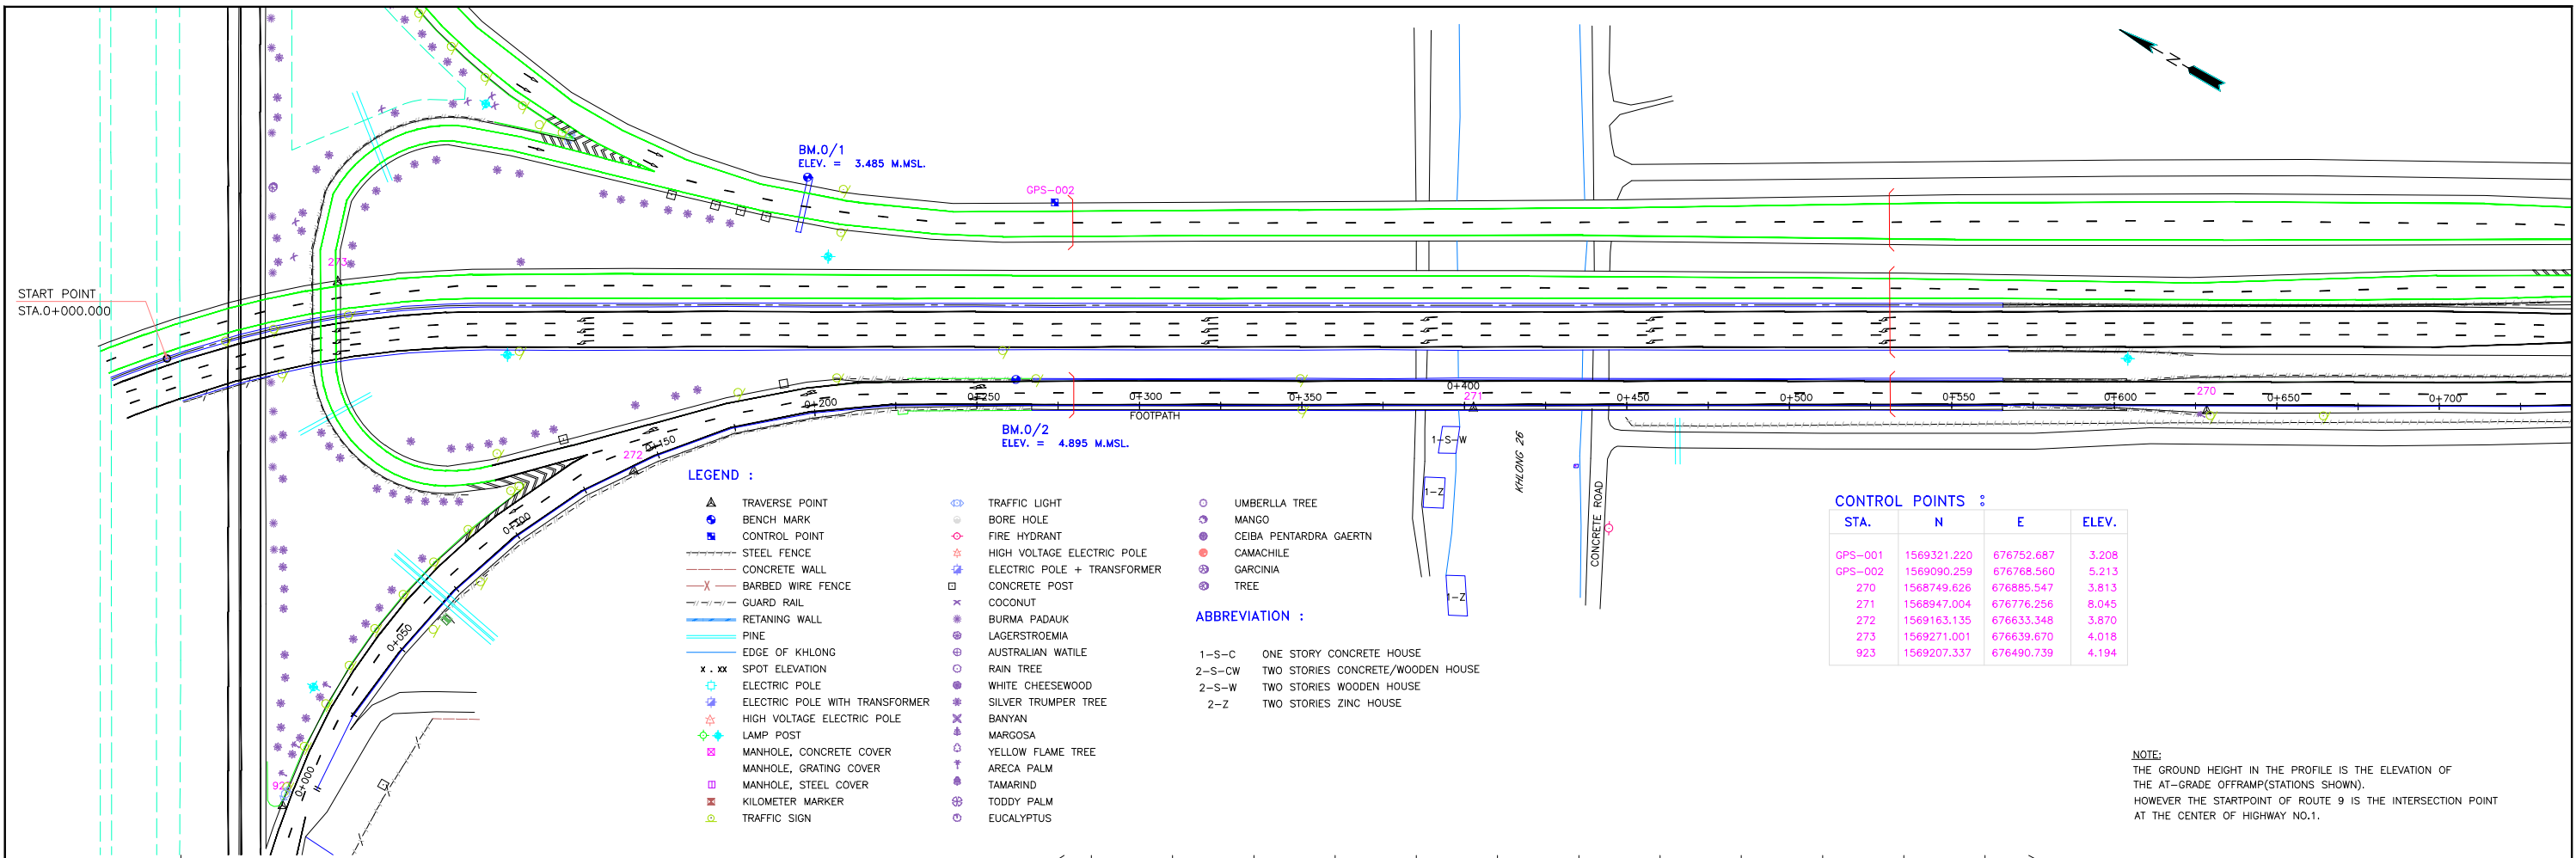 BM.0/1
ELEV. = 3.485 M.MSL.
GPS-002
N
273
START POINT
STA.0+000.000
0+200
0+250
0+300
0+350
0+400
0+450
0+500
0+550
0+600
0+650
0+700
271
270
FOOTPATH
BM.0/2
ELEV. = 4.895 M.MSL.
272
0+150
0+100
0+050
0+000
923
1-S-W
1-Z
1-Z
KHLONG 26
CONCRETE ROAD
LEGEND :
TRAVERSE POINT
BENCH MARK
CONTROL POINT
STEEL FENCE
CONCRETE WALL
BARBED WIRE FENCE
GUARD RAIL
RETANING WALL
PINE
EDGE OF KHLONG
X . XX SPOT ELEVATION
ELECTRIC POLE
ELECTRIC POLE WITH TRANSFORMER
HIGH VOLTAGE ELECTRIC POLE
LAMP POST
MANHOLE, CONCRETE COVER
MANHOLE, GRATING COVER
MANHOLE, STEEL COVER
KILOMETER MARKER
TRAFFIC SIGN
TRAFFIC LIGHT
BORE HOLE
FIRE HYDRANT
HIGH VOLTAGE ELECTRIC POLE
ELECTRIC POLE + TRANSFORMER
CONCRETE POST
COCONUT
BURMA PADAUK
LAGERSTROEMIA
AUSTRALIAN WATILE
RAIN TREE
WHITE CHEESEWOOD
SILVER TRUMPER TREE
BANYAN
MARGOSA
YELLOW FLAME TREE
ARECA PALM
TAMARIND
TODDY PALM
EUCALYPTUS
UMBERLLA TREE
MANGO
CEIBA PENTARDRA GAERTN
CAMACHILE
GARCINIA
TREE
ABBREVIATION :
1-S-C ONE STORY CONCRETE HOUSE
2-S-CW TWO STORIES CONCRETE/WOODEN HOUSE
2-S-W TWO STORIES WOODEN HOUSE
2-Z TWO STORIES ZINC HOUSE
CONTROL POINTS :
STA. N E ELEV.
GPS-001 1569321.220 676752.687 3.208
GPS-002 1569090.259 676768.560 5.213
270 1568749.626 676885.547 3.813
271 1568947.004 676776.256 8.045
272 1569163.135 676633.348 3.870
273 1569271.001 676639.670 4.018
923 1569207.337 676490.739 4.194
NOTE:
THE GROUND HEIGHT IN THE PROFILE IS THE ELEVATION OF
THE AT-GRADE OFFRAMP(STATIONS SHOWN).
HOWEVER THE STARTPOINT OF ROUTE 9 IS THE INTERSECTION POINT
AT THE CENTER OF HIGHWAY NO.1.